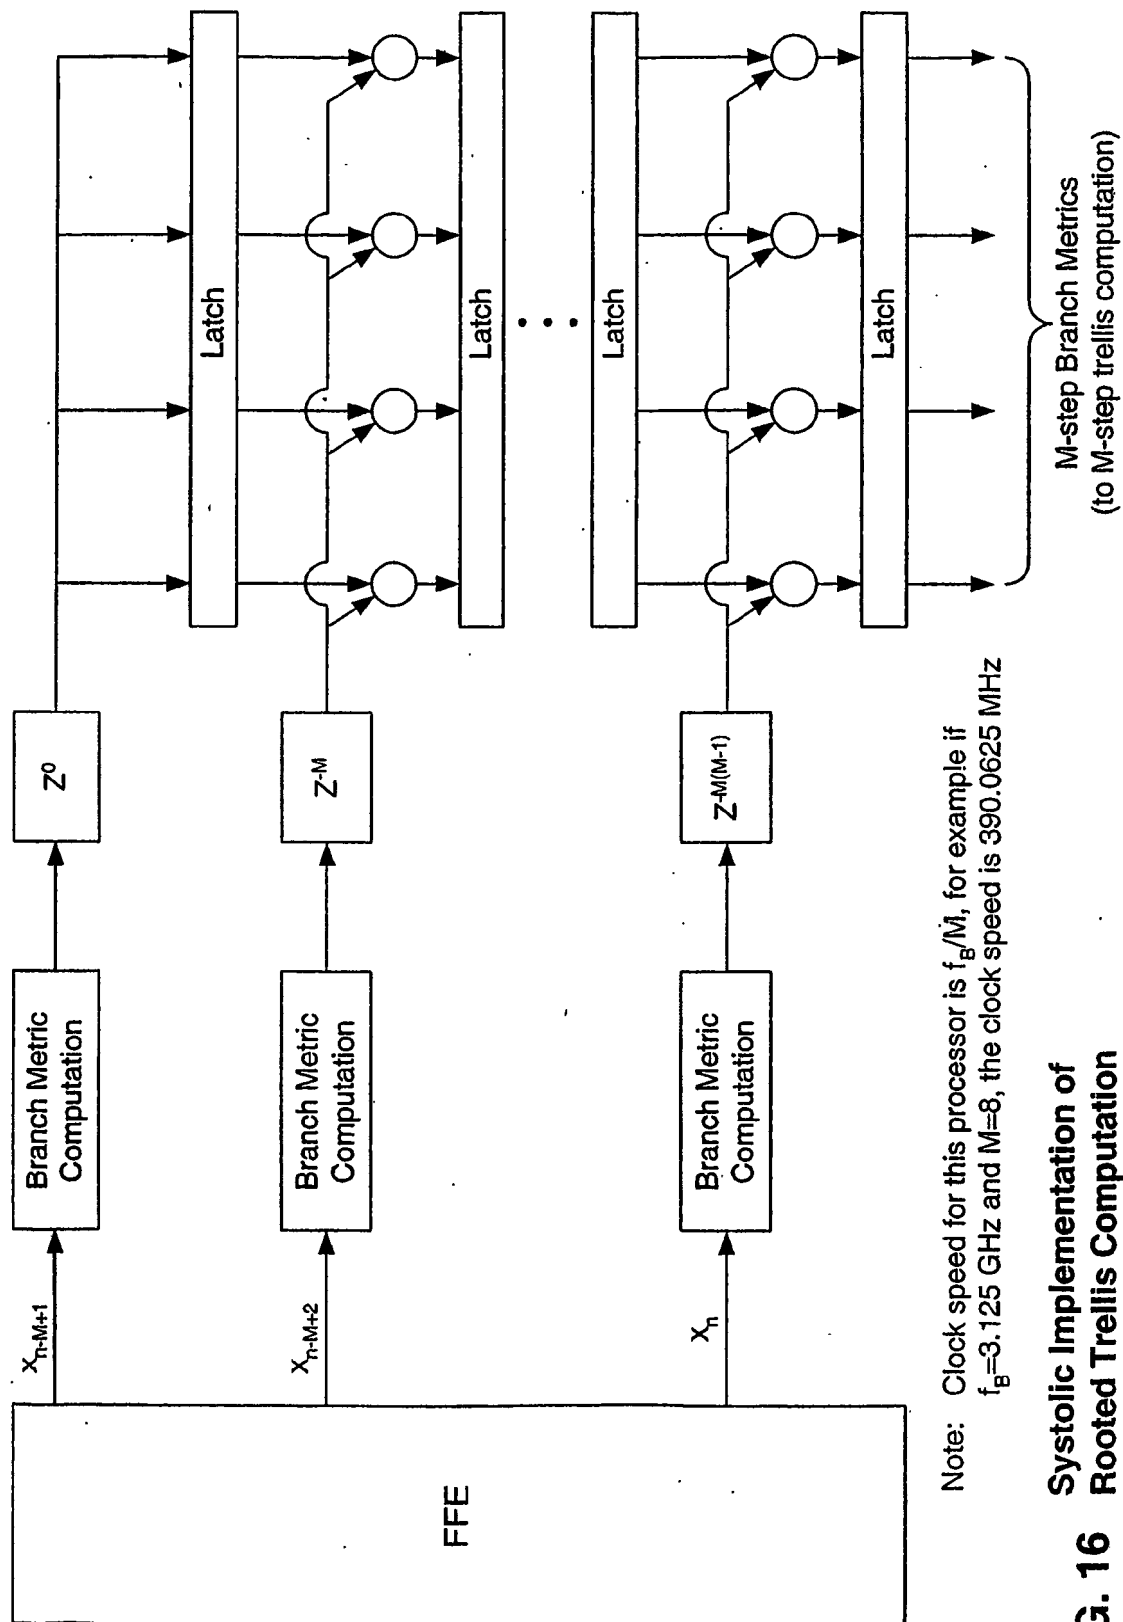 FFE
X_{n-M+1}
Branch Metric
Computation
Z^0
Latch
X_{n-M+2}
Branch Metric
Computation
Z^{-M}
Latch
Latch
X_n
Branch Metric
Computation
Z^{-M(M-1)}
Latch
M-step Branch Metrics
(to M-step trellis computation)
Note: Clock speed for this processor is f_B/M, for example if
f_B=3.125 GHz and M=8, the clock speed is 390.0625 MHz
G. 16 Systolic Implementation of
Rooted Trellis Computation